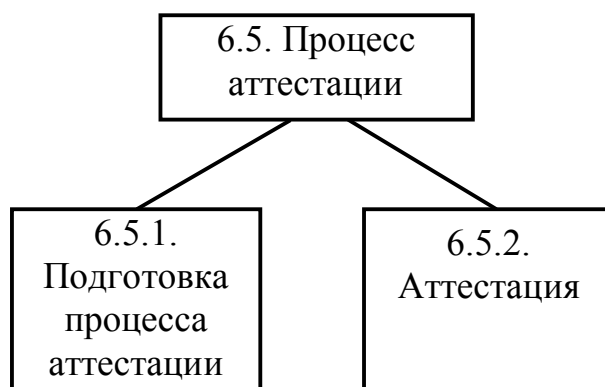 6.5. Процесс
аттестации
6.5.1.
Подготовка
процесса
аттестации
6.5.2.
Аттестация